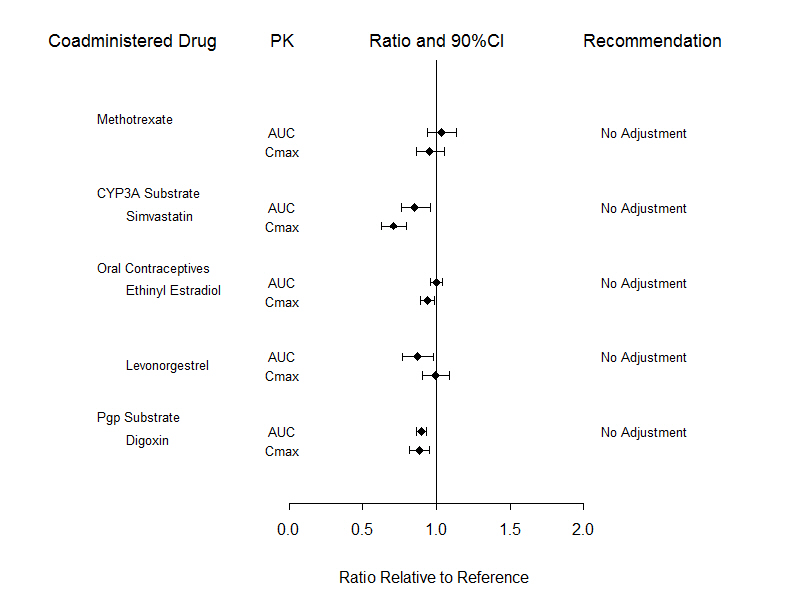 Coadministered Drug PK Ratio and 90%CI Recommendation
Methotrexate
AUC No Adjustment
Cmax
CYP3A Substrate
AUC No Adjustment
Simvastatin
Cmax
Oral Contraceptives
AUC No Adjustment
Ethinyl Estradiol
Cmax
AUC No Adjustment
Levonorgestrel
Cmax
Pgp Substrate
AUC No Adjustment
Digoxin
Cmax
0.0 0.5 1.0 1.5 2.0
Ratio Relative to Reference